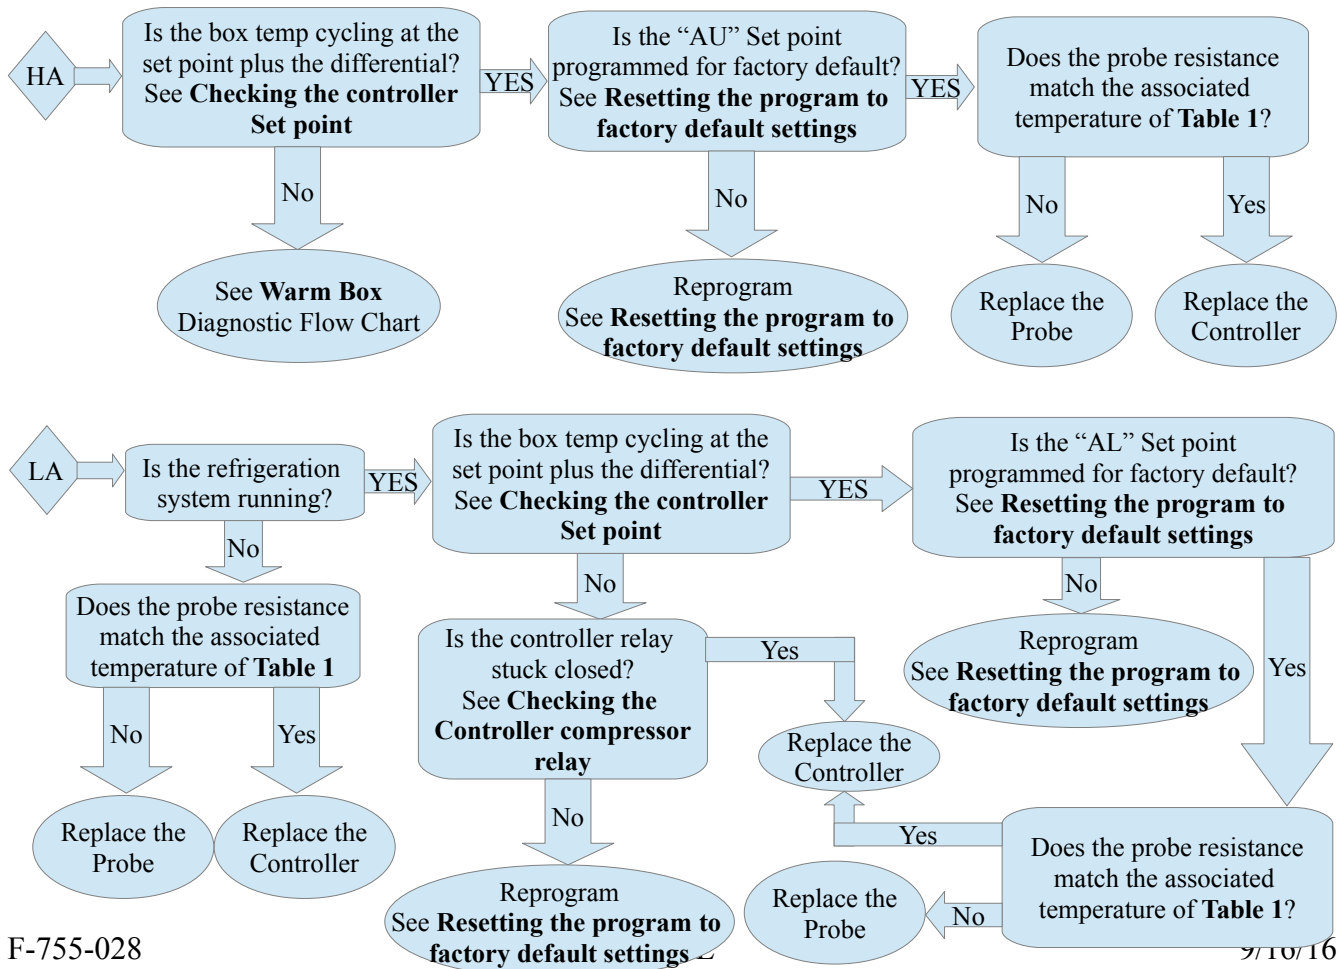 HA
Is the box temp cycling at the
set point plus the differential?
See Checking the controller
Set point
YES
Is the “AU” Set point
programmed for factory default?
See Resetting the program to
factory default settings
YES
Does the probe resistance
match the associated
temperature of Table 1?
No
No
No
Yes
See Warm Box
Diagnostic Flow Chart
Reprogram
See Resetting the program to
factory default settings
Replace the
Probe
Replace the
Controller
LA
Is the refrigeration
system running?
YES
Is the box temp cycling at the
set point plus the differential?
See Checking the controller
Set point
YES
Is the “AL” Set point
programmed for factory default?
See Resetting the program to
factory default settings
No
No
No
Yes
Does the probe resistance
match the associated
temperature of Table 1
Is the controller relay
stuck closed?
See Checking the
Controller compressor
relay
Yes
Reprogram
See Resetting the program to
factory default settings
No
Yes
Replace the
Controller
No
Replace the
Probe
Replace the
Controller
Yes
Does the probe resistance
match the associated
temperature of Table 1?
No
Replace the
Probe
Reprogram
See Resetting the program to
factory default settings
F-755-028
9/16/16